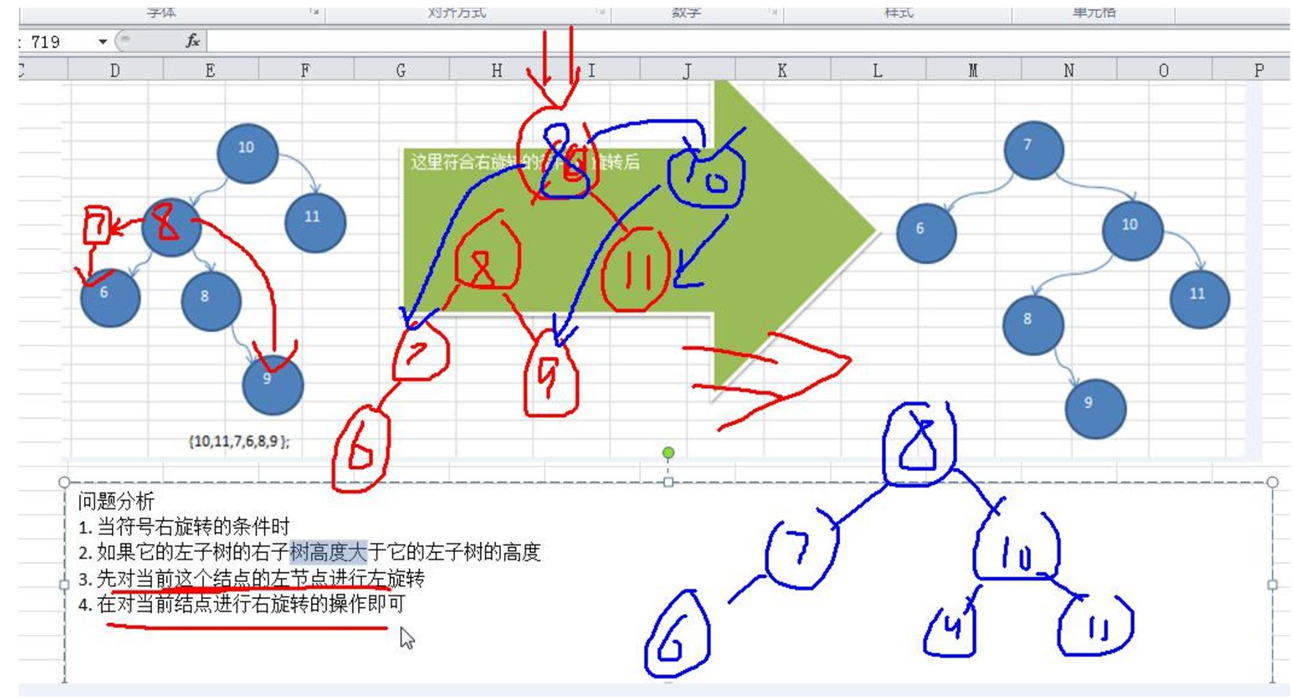 字体 对齐方式 数字 样式 单元格
719 fx
D E F G H I J K L M N O P
10
11
7 8
6 8
9
{10,11,7,6,8,9 };
这里符合右旋转的 旋转后
8 10
8 11
7 9
6
7
6 10
8 11
9
8
7 10
6 11
问题分析
1. 当符号右旋转的条件时
2. 如果它的左子树的右子树高度大于它的左子树的高度
3. 先对当前这个结点的左节点进行左旋转
4. 在对当前结点进行右旋转的操作即可